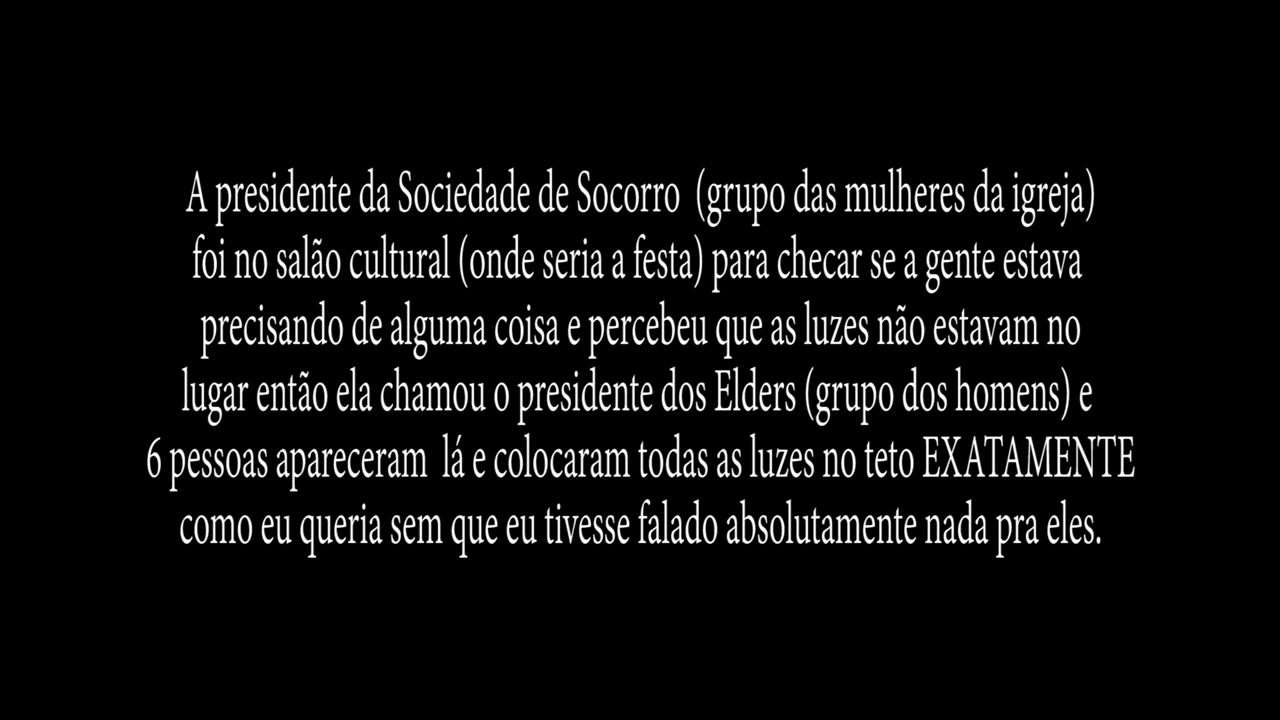 A presidente da Sociedade de Socorro (grupo das mulheres da igreja)
foi no salão cultural (onde seria a festa) para checar se a gente estava
precisando de alguma coisa e percebeu que as luzes não estavam no
lugar então ela chamou o presidente dos Elders (grupo dos homens) e
6 pessoas apareceram lá e colocaram todas as luzes no teto EXATAMENTE
como eu queria sem que eu tivesse falado absolutamente nada pra eles.